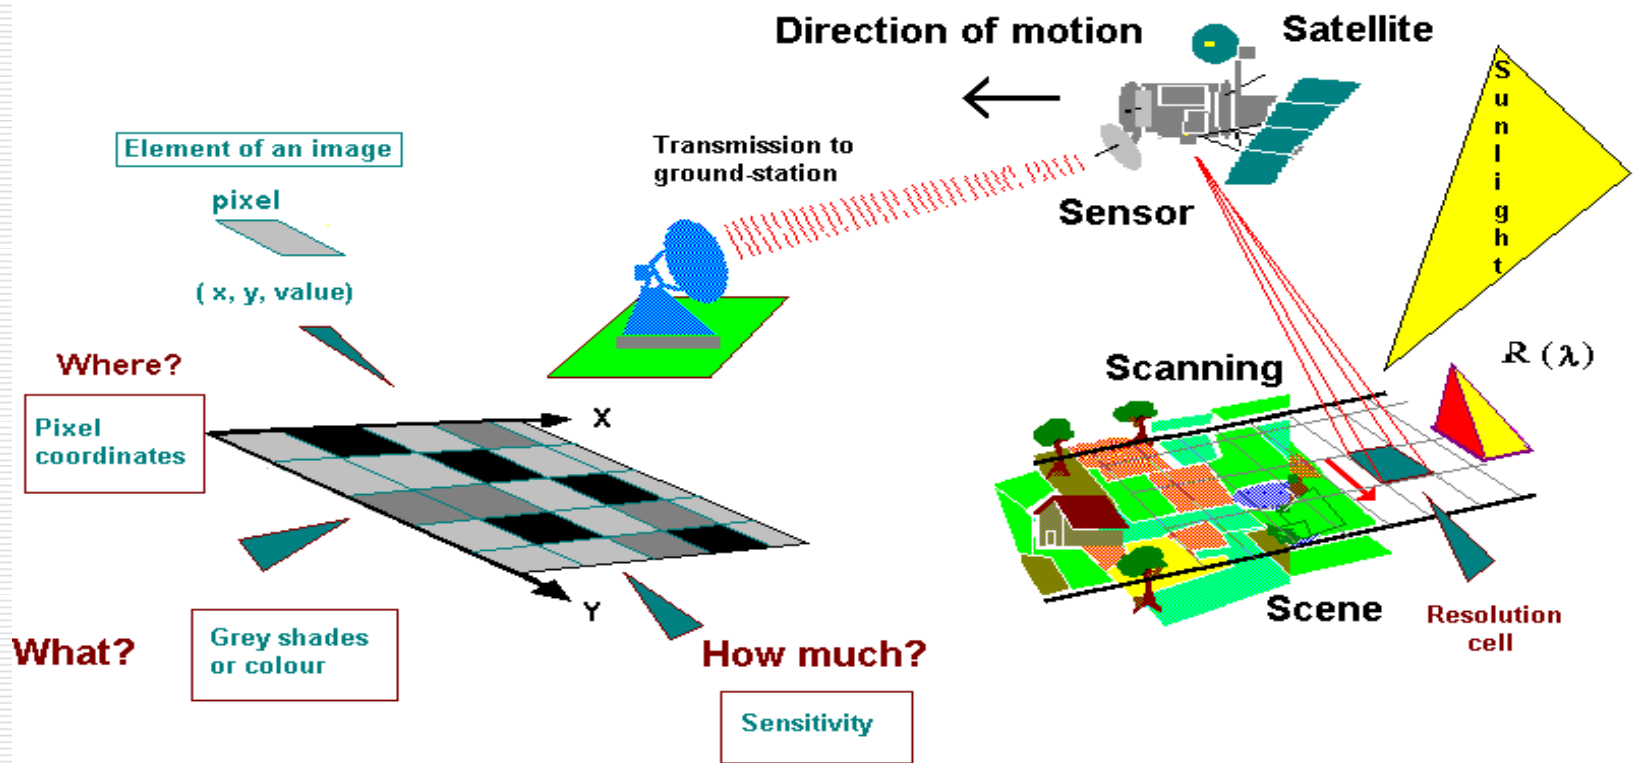 Direction of motion
Satellite
Sunlight
Element of an image
Transmission to
ground-station
pixel
Sensor
( x, y, value)
Where?
Scanning
R (λ)
Pixel
coordinates
X
Y
What?
Grey shades
or colour
How much?
Scene
Resolution
cell
Sensitivity